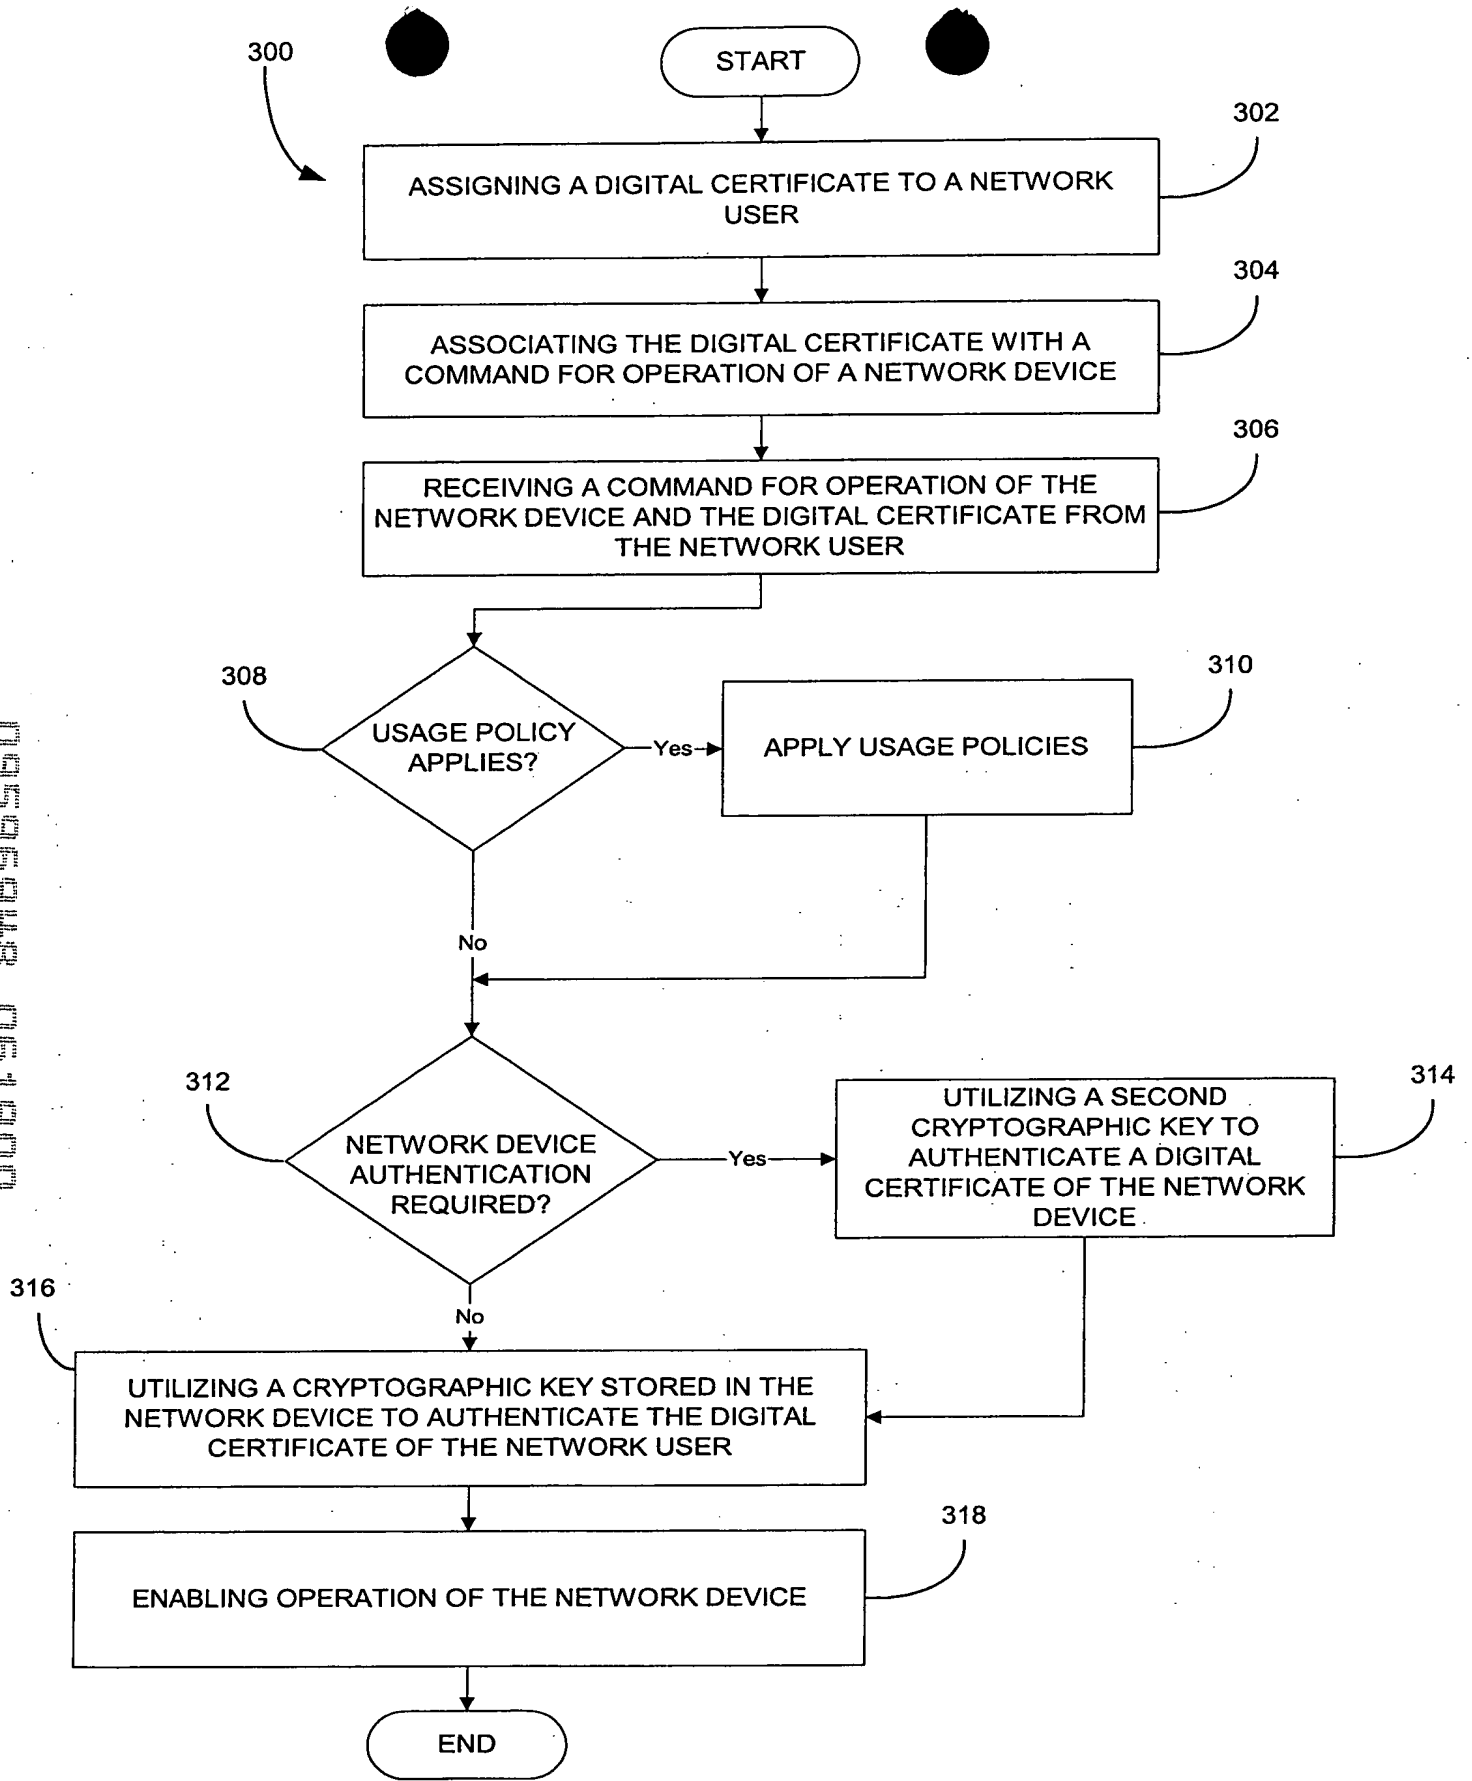 300
START
302
ASSIGNING A DIGITAL CERTIFICATE TO A NETWORK
USER
304
ASSOCIATING THE DIGITAL CERTIFICATE WITH A
COMMAND FOR OPERATION OF A NETWORK DEVICE
306
RECEIVING A COMMAND FOR OPERATION OF THE
NETWORK DEVICE AND THE DIGITAL CERTIFICATE FROM
THE NETWORK USER
308
USAGE POLICY
APPLIES?
Yes
310
APPLY USAGE POLICIES
No
312
NETWORK DEVICE
AUTHENTICATION
REQUIRED?
Yes
314
UTILIZING A SECOND
CRYPTOGRAPHIC KEY TO
AUTHENTICATE A DIGITAL
CERTIFICATE OF THE NETWORK
DEVICE
No
316
UTILIZING A CRYPTOGRAPHIC KEY STORED IN THE
NETWORK DEVICE TO AUTHENTICATE THE DIGITAL
CERTIFICATE OF THE NETWORK USER
318
ENABLING OPERATION OF THE NETWORK DEVICE
END